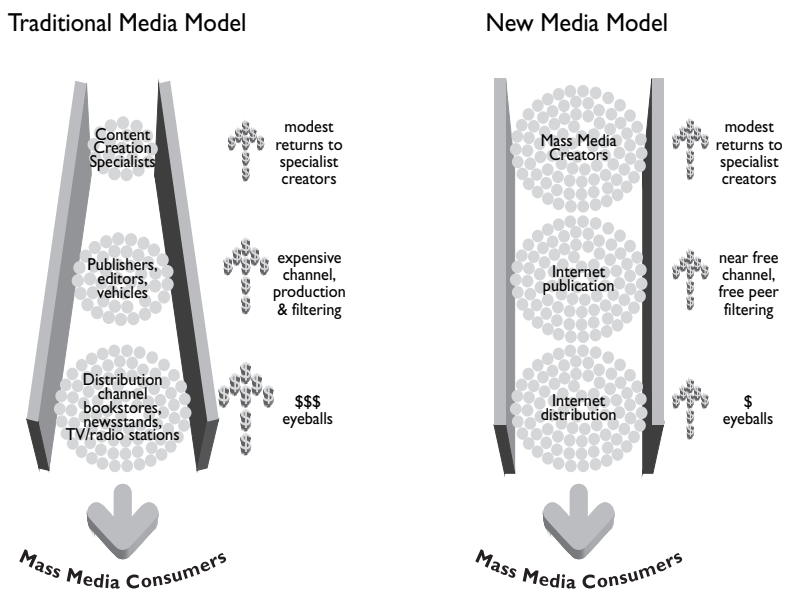 Traditional Media Model
Content
Creation
Specialists
modest
returns to
specialist
creators
Publishers,
editors,
vehicles
expensive
channel,
production
& filtering
Distribution
channel
bookstores,
newsstands,
TV/radio stations
$$$
eyeballs
Mass Media Consumers
New Media Model
Mass Media
Creators
modest
returns to
specialist
creators
Internet
publication
near free
channel,
free peer
filtering
Internet
distribution
$
eyeballs
Mass Media Consumers